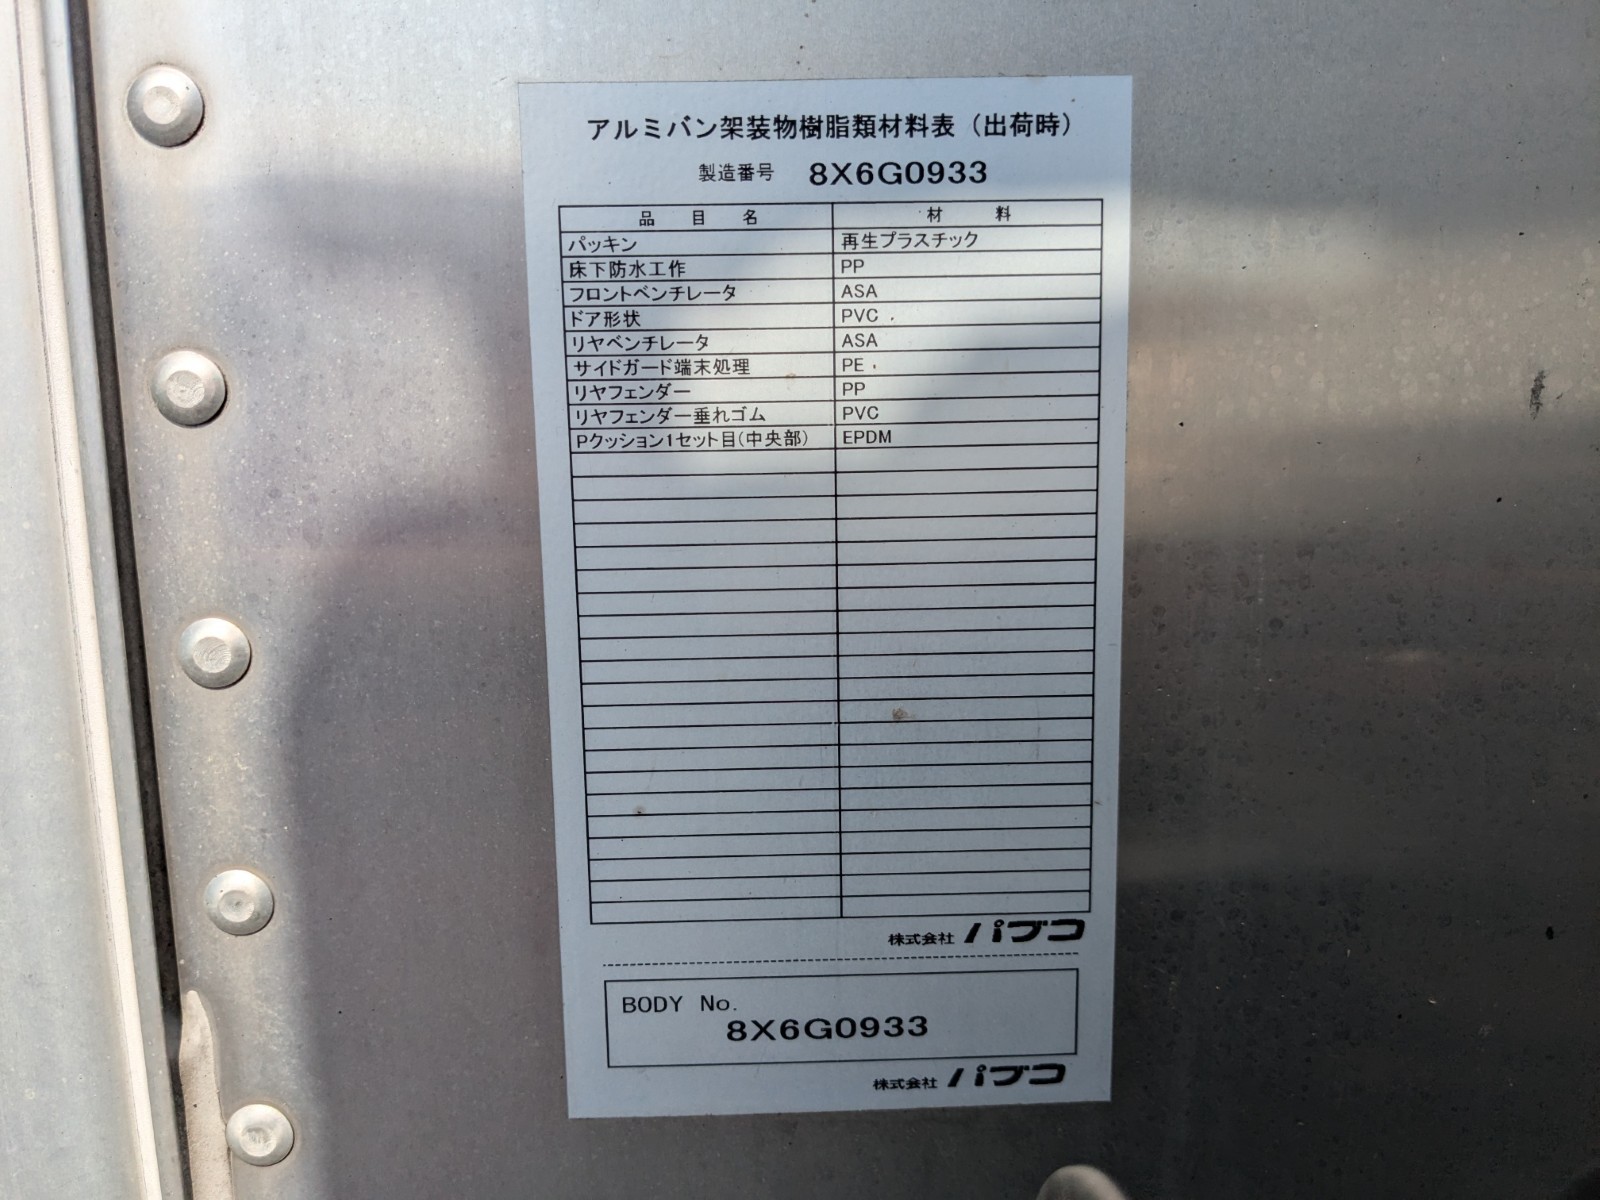 アルミバン架装物樹脂類材料表（出荷時）
製造番号 8X6G0933
品目名 材料
パッキン 再生プラスチック
床下防水工作 PP
フロントベンチレータ ASA
ドア形状 PVC
リヤベンチレータ ASA
サイドガード端末処理 PE
リヤフェンダー PP
リヤフェンダー垂れゴム PVC
Pクッション1セット目(中央部) EPDM
株式会社 パブコ
BODY No.
8X6G0933
株式会社 パブコ